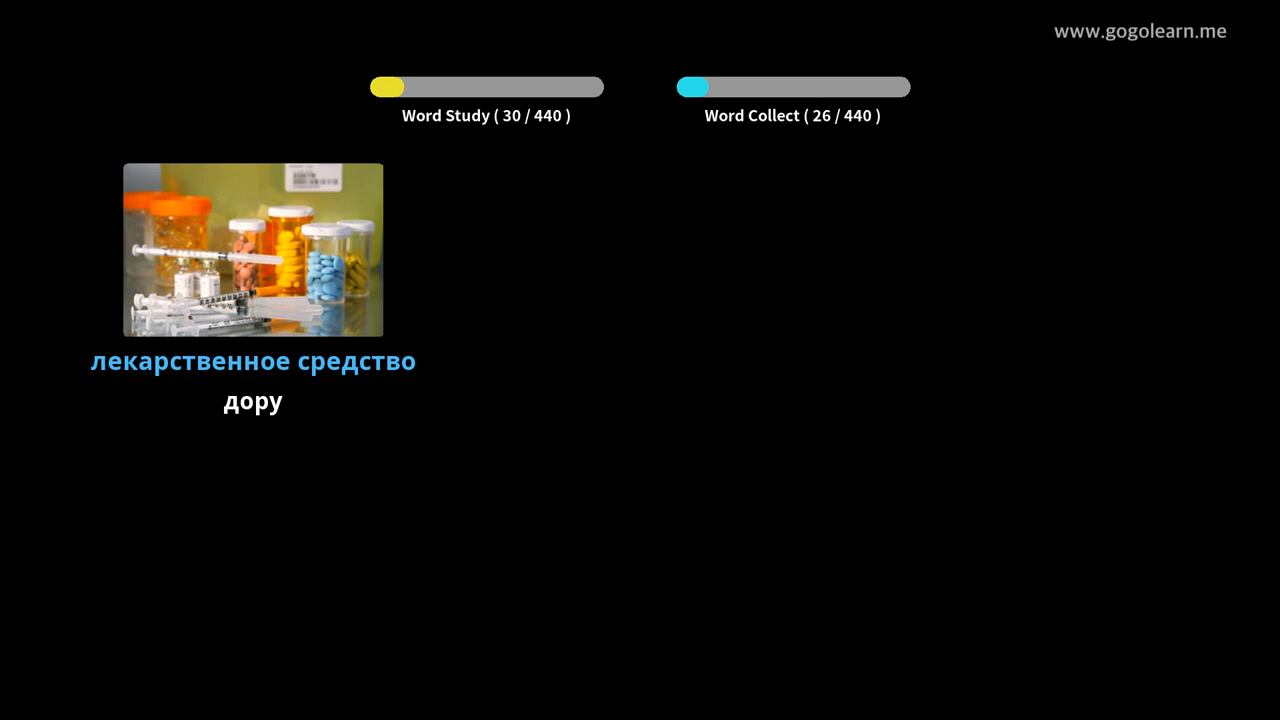 www.gogolearn.me
Word Study ( 30 / 440 )
Word Collect ( 26 / 440 )
лекарственное средство
дору